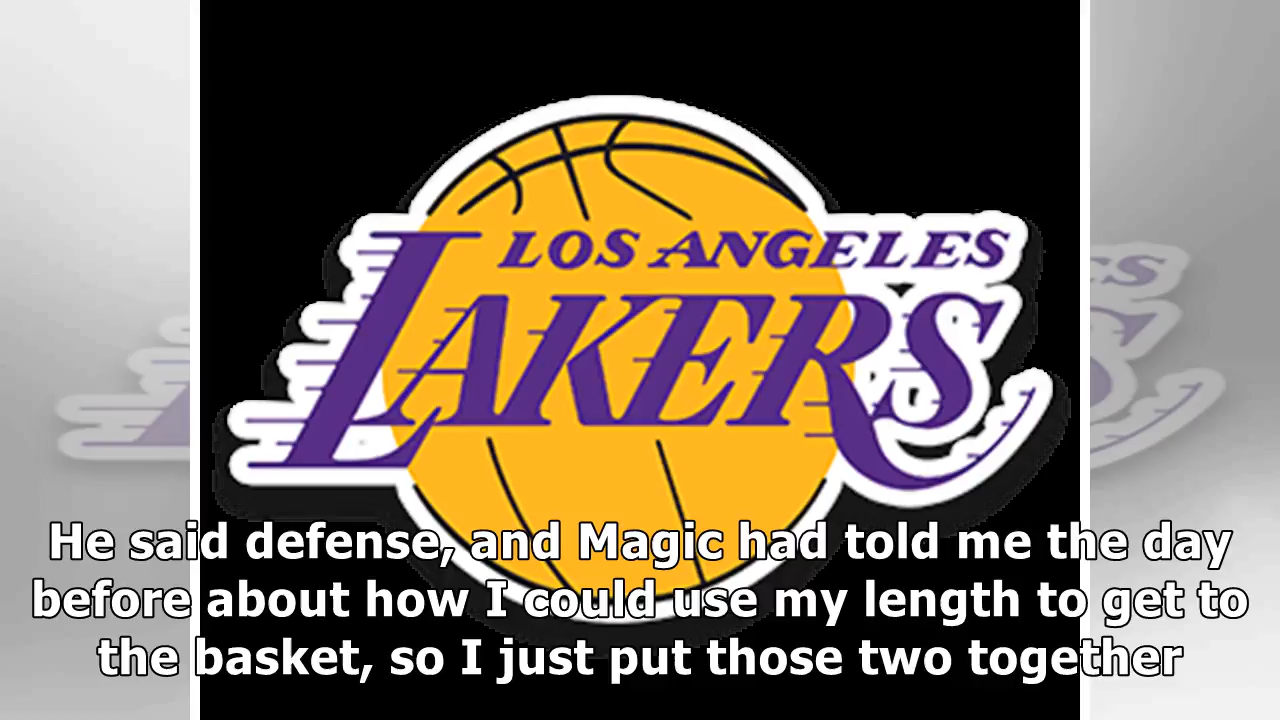 LOS ANGELES
LAKERS
He said defense, and Magic had told me the day
before about how I could use my length to get to
the basket, so I just put those two together